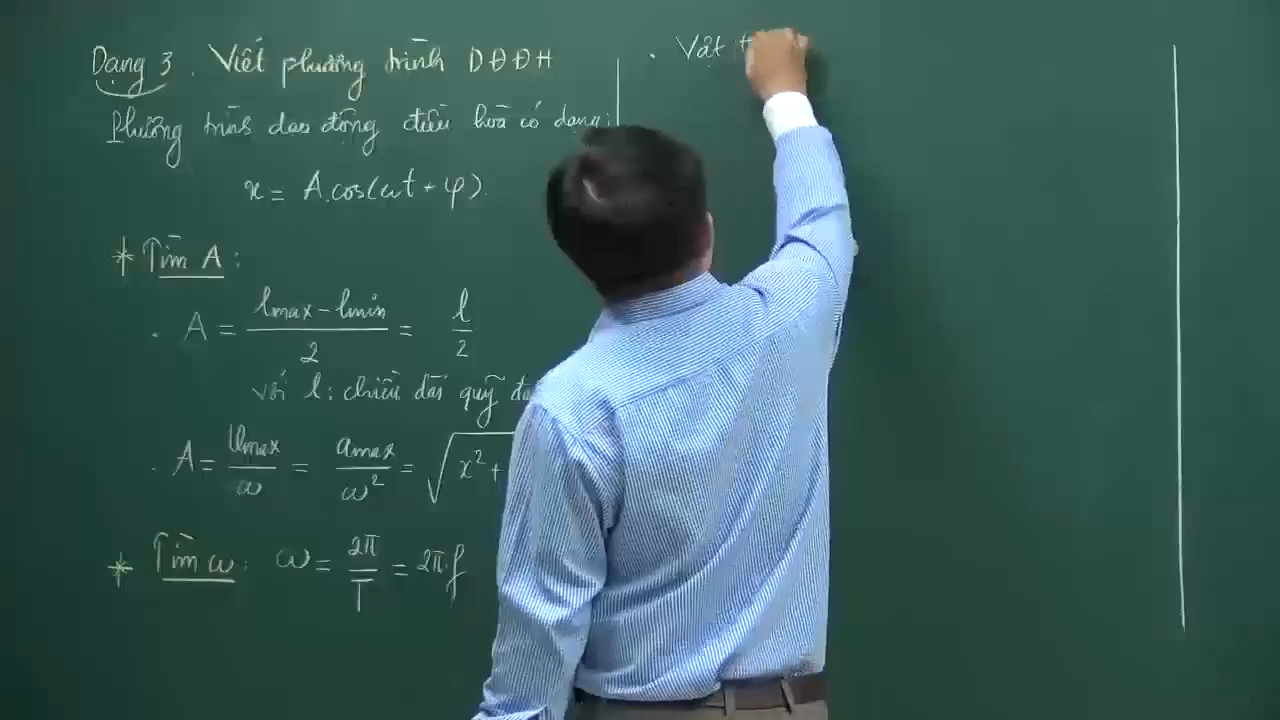 Dạng 3. Viết phương trình DĐĐH
Phương trình dao động điều hoà có dạng:
x = A.cos(ωt + φ).
* Tìm A :
. A = (lmax - lmin)/2 = l/2
với l: chiều dài quỹ
. A = vmax/ω = amax/ω² = √x² +
* Tìm ω : ω = 2π/T = 2π.f
. Vật